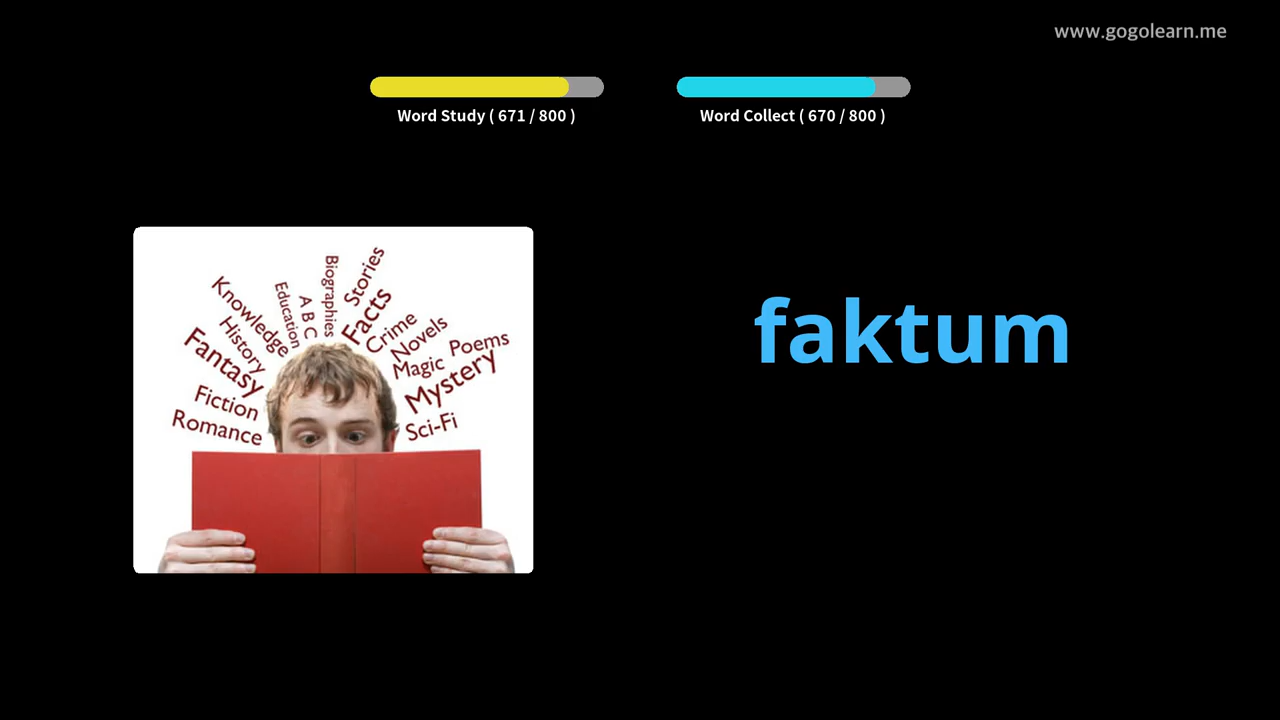 www.gogolearn.me
Word Study ( 671 / 800 )
Word Collect ( 670 / 800 )
Romance
Fiction
Fantasy
History
Knowledge
Education
A B C
Biographies
Stories
Facts
Crime
Novels
Magic
Poems
Mystery
Sci-Fi
faktum